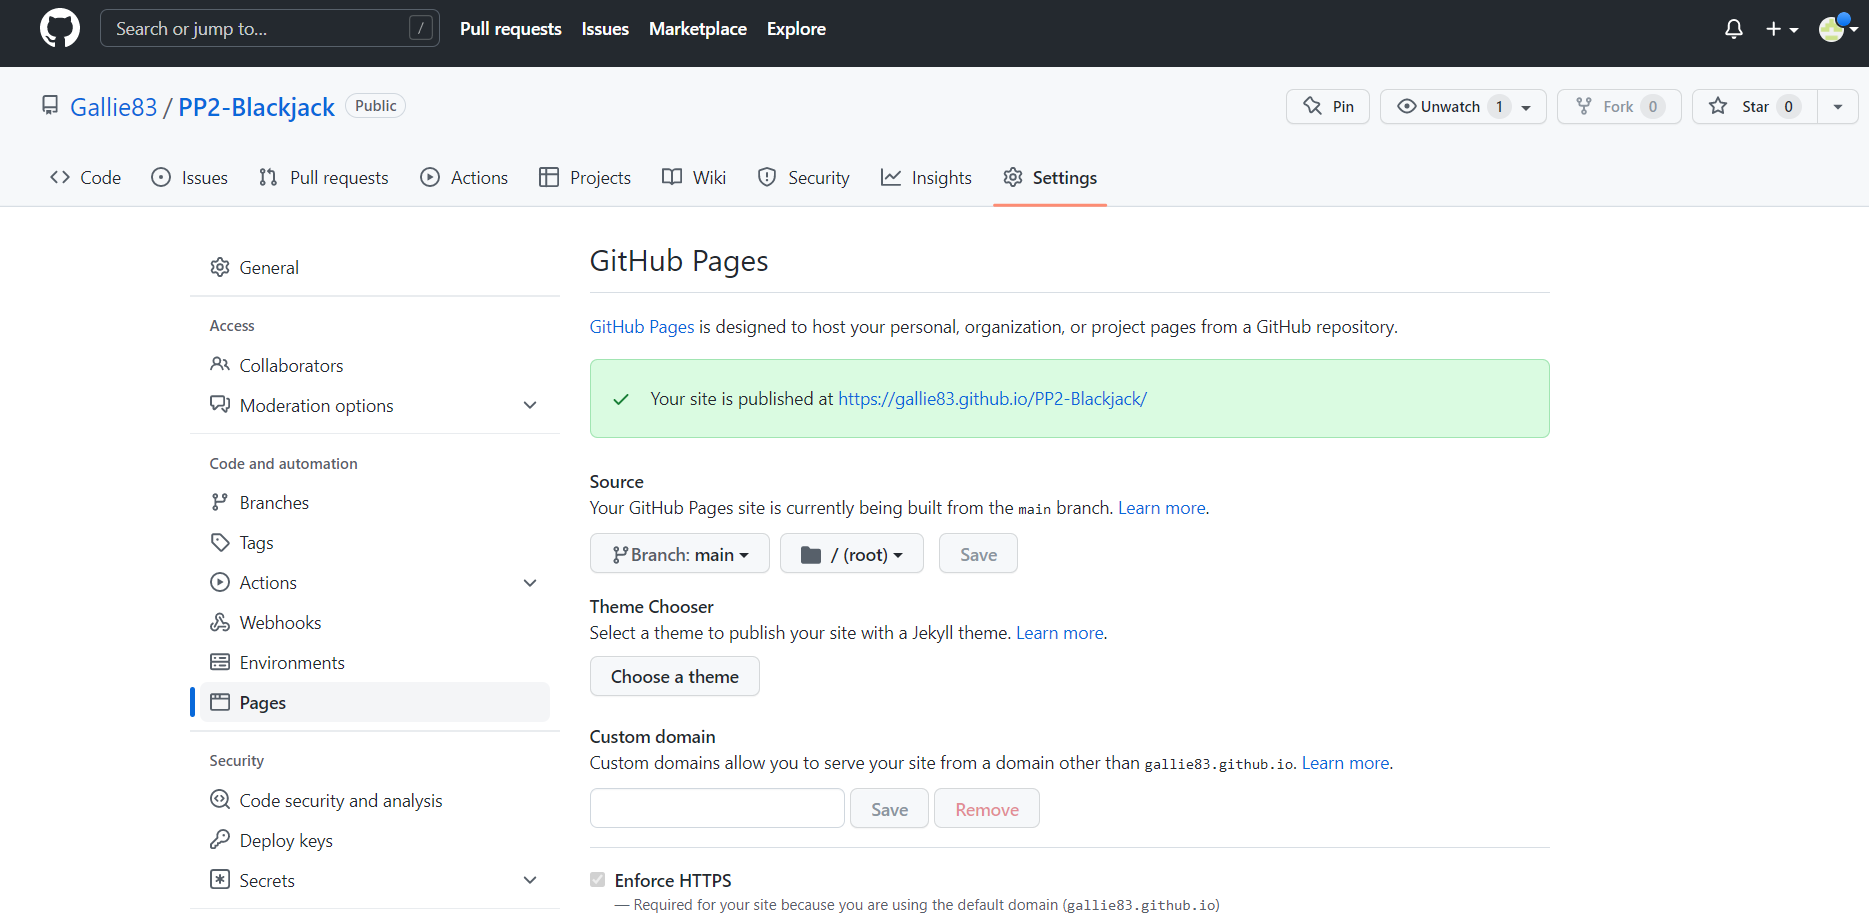 Search or jump to...
/
Pull requests
Issues
Marketplace
Explore
Gallie83 / PP2-Blackjack
Public
Pin
Unwatch 1
Fork 0
Star 0
Code
Issues
Pull requests
Actions
Projects
Wiki
Security
Insights
Settings
General
Access
Collaborators
Moderation options
Code and automation
Branches
Tags
Actions
Webhooks
Environments
Pages
Security
Code security and analysis
Deploy keys
Secrets
GitHub Pages
GitHub Pages is designed to host your personal, organization, or project pages from a GitHub repository.
Your site is published at https://gallie83.github.io/PP2-Blackjack/
Source
Your GitHub Pages site is currently being built from the main branch. Learn more.
Branch: main
/ (root)
Save
Theme Chooser
Select a theme to publish your site with a Jekyll theme. Learn more.
Choose a theme
Custom domain
Custom domains allow you to serve your site from a domain other than gallie83.github.io. Learn more.
Save
Remove
Enforce HTTPS
— Required for your site because you are using the default domain (gallie83.github.io)